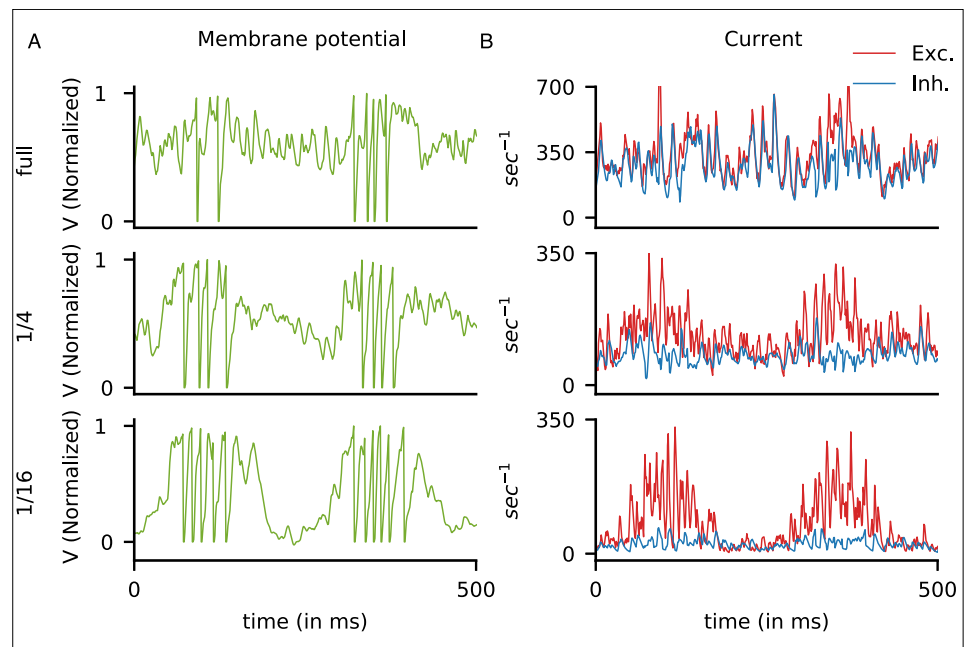 A
Membrane potential
B
Current
Exc.
Inh.
full
V (Normalized)
1
0
sec⁻¹
700
350
0
1/4
V (Normalized)
1
0
sec⁻¹
350
0
1/16
V (Normalized)
1
0
sec⁻¹
350
0
0
500
time (in ms)
0
500
time (in ms)